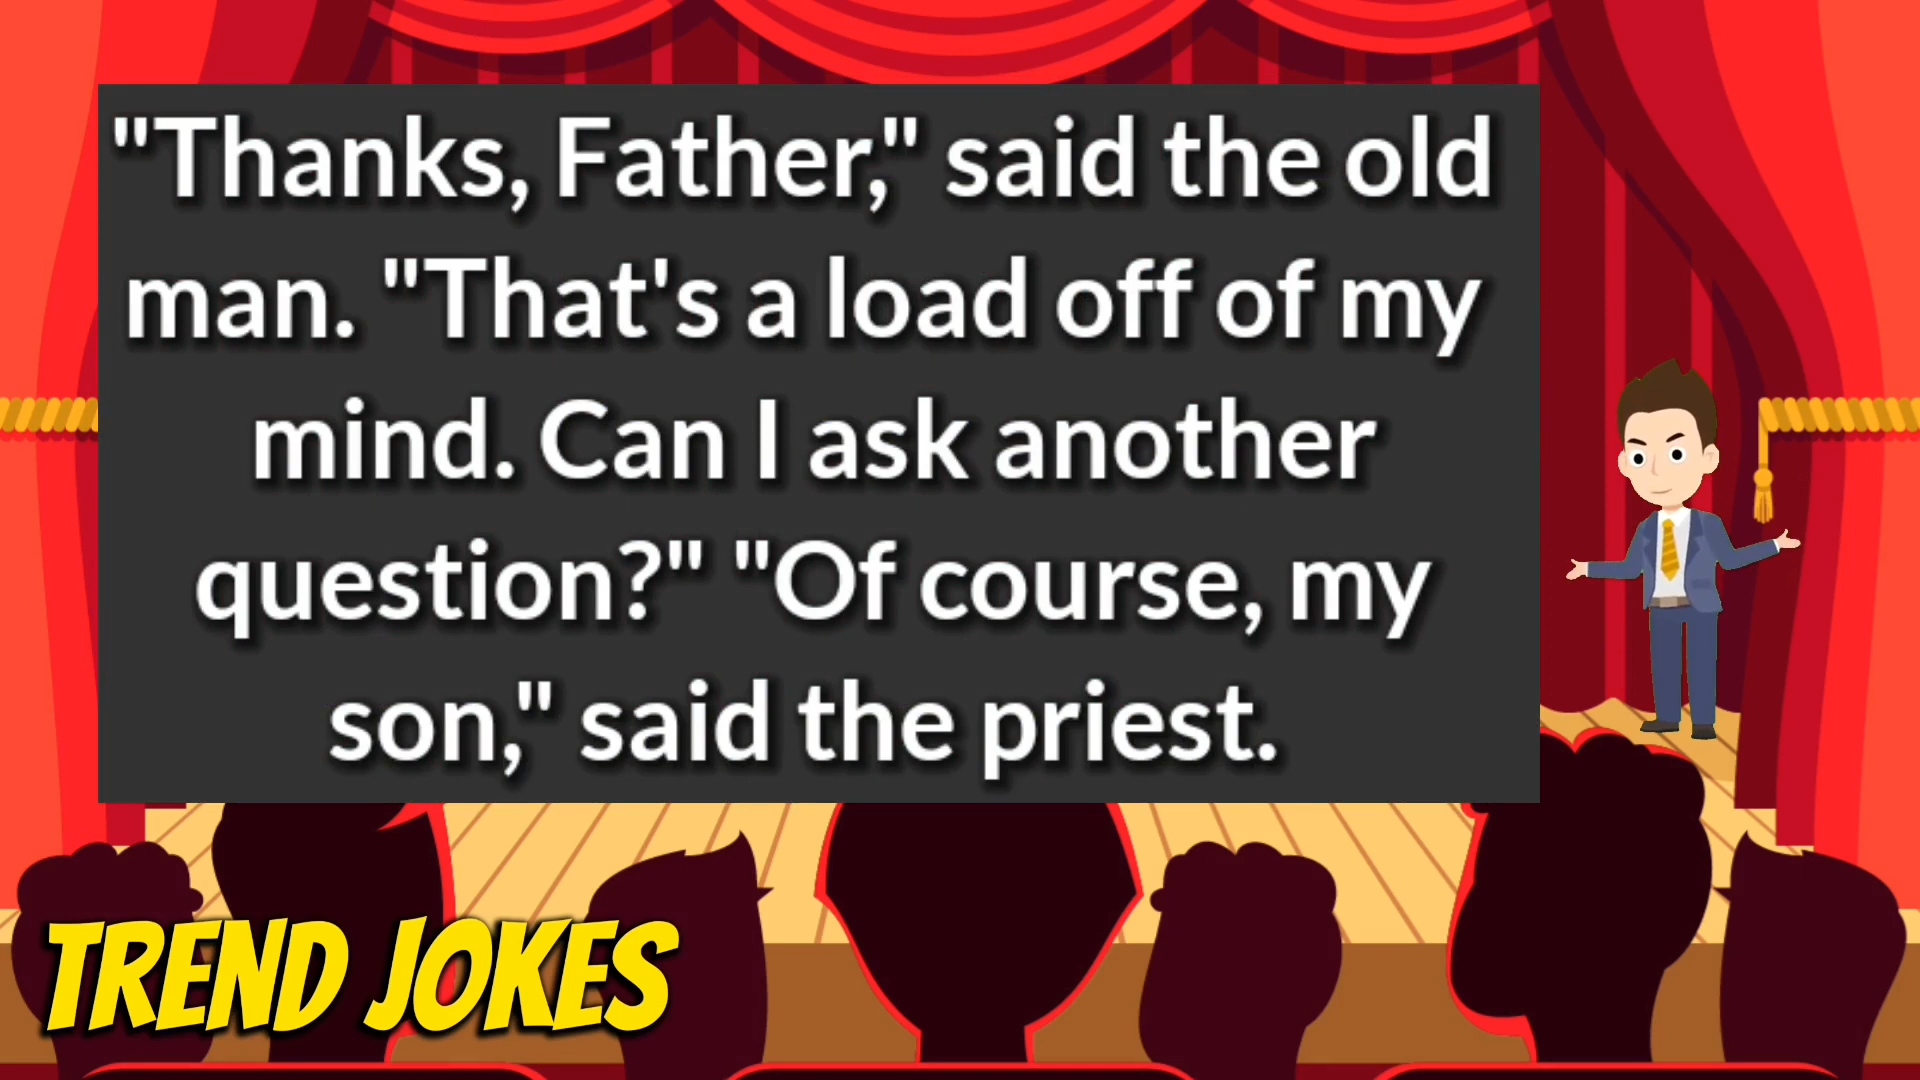 "Thanks, Father," said the old
man. "That's a load off of my
mind. Can I ask another
question?" "Of course, my
son," said the priest.
TREND JOKES